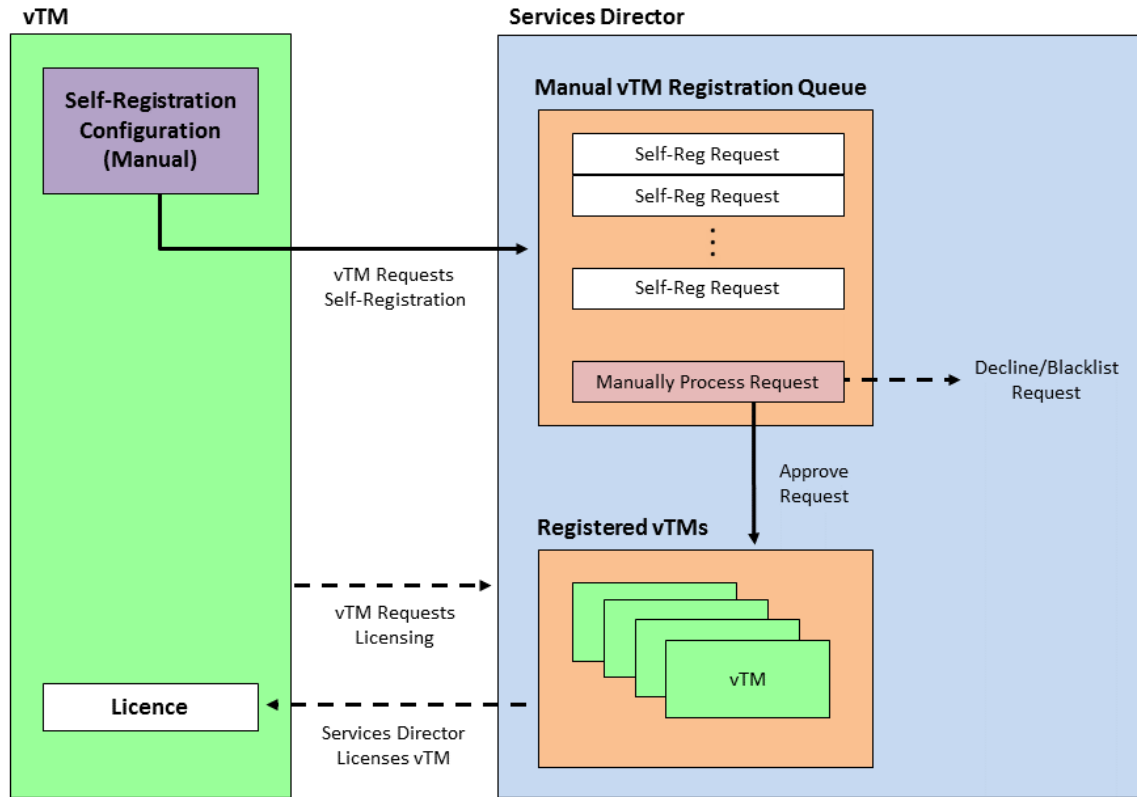 vTM
Services Director
Self-Registration
Configuration
(Manual)
Manual vTM Registration Queue
Self-Reg Request
Self-Reg Request
⋮
Self-Reg Request
vTM Requests
Self-Registration
Manually Process Request
Decline/Blacklist
Request
Approve
Request
Registered vTMs
vTM Requests
Licensing
vTM
Licence
Services Director
Licenses vTM